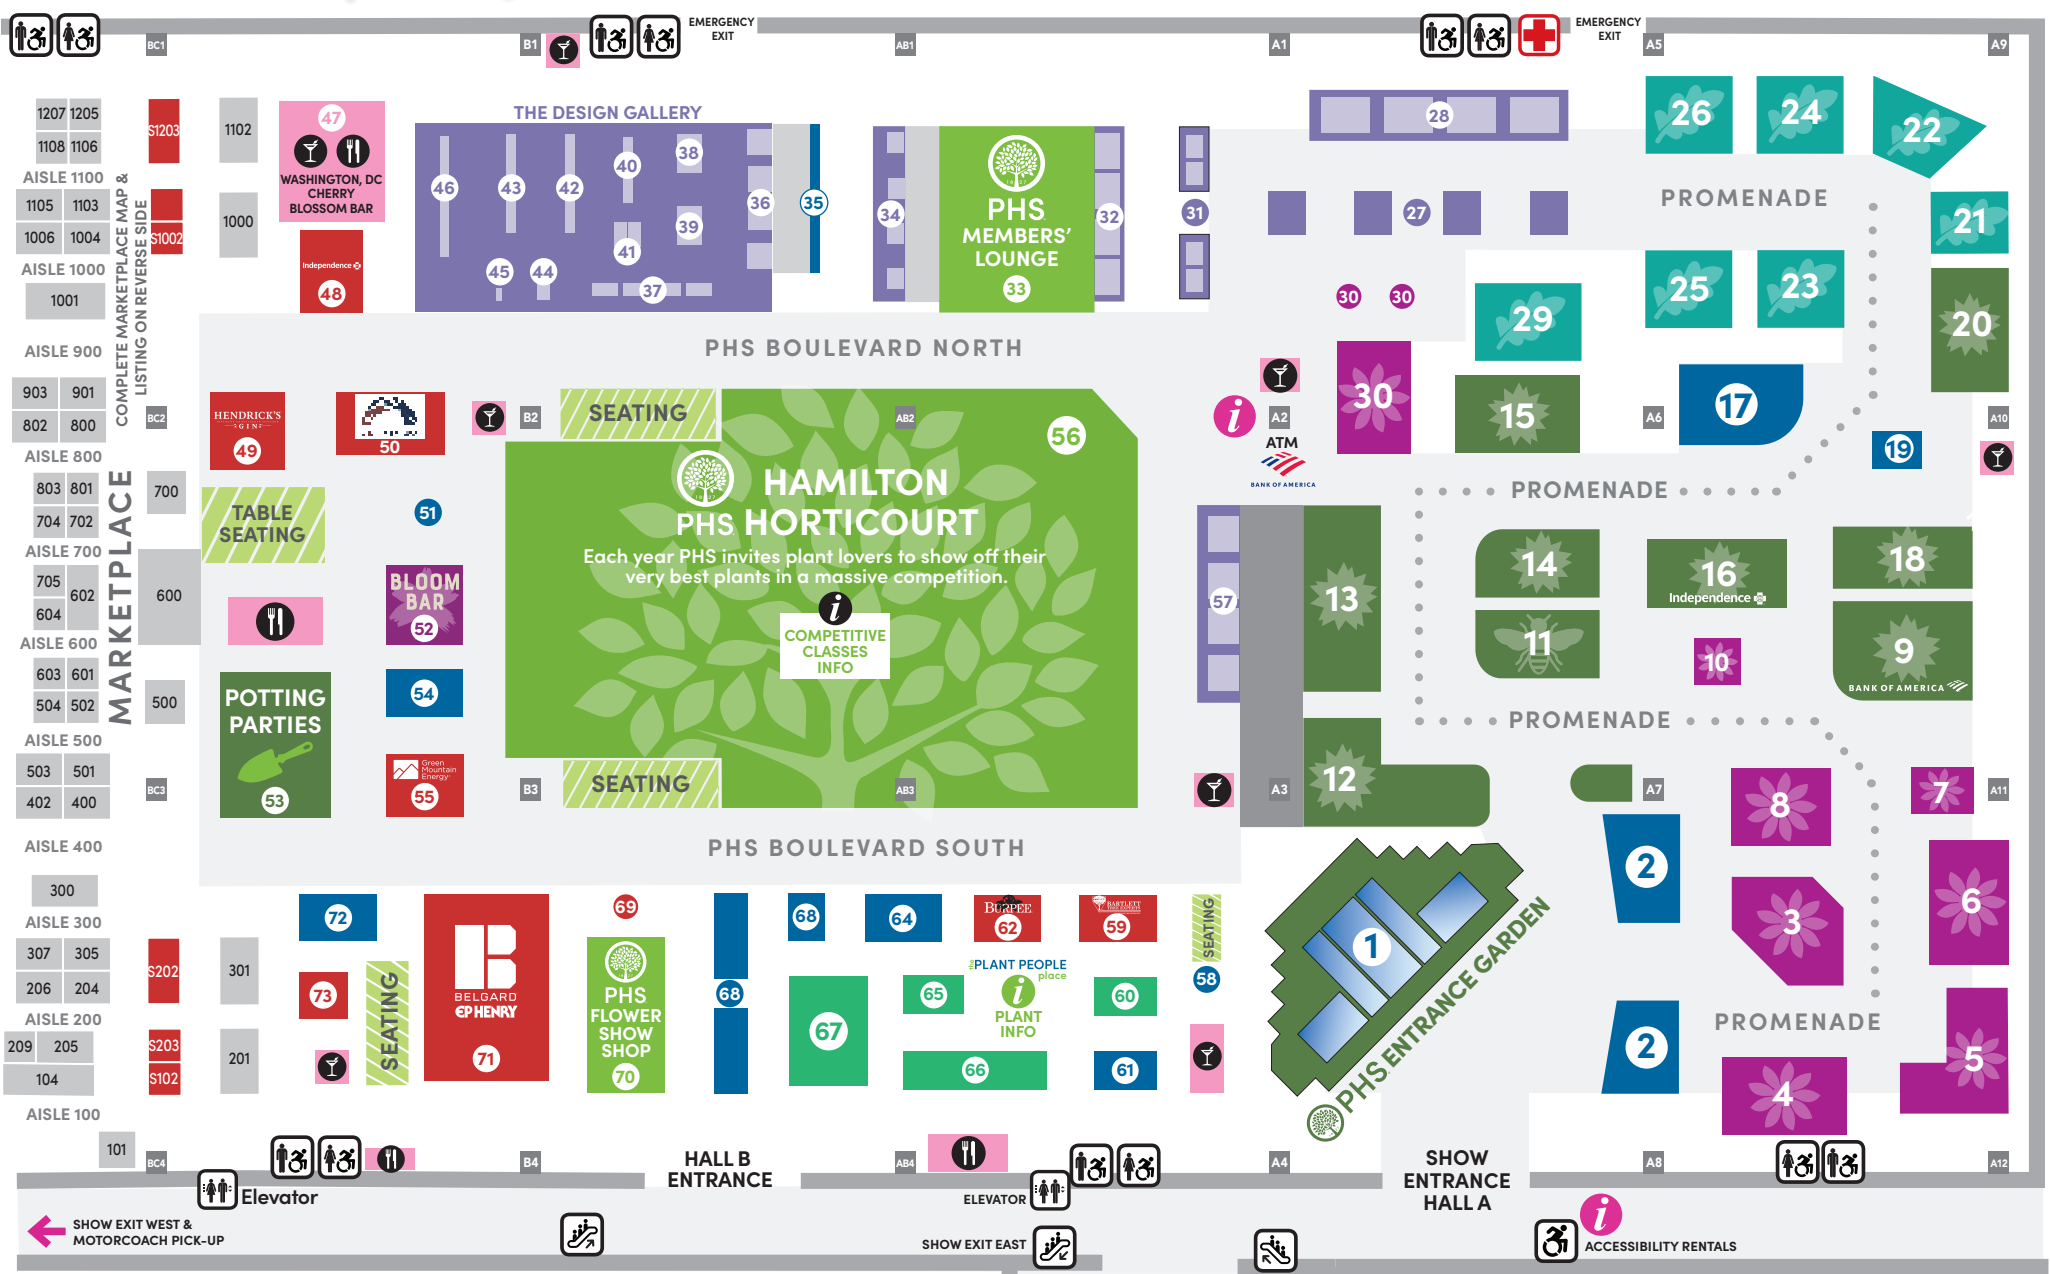 EMERGENCY
EXIT
EMERGENCY
EXIT
BC1
B1
AB1
A1
A5
A9
1207 1205
1108 1106
AISLE 1100
1105 1103
1006 1004
AISLE 1000
1001
AISLE 900
903 901
802 800
AISLE 800
803 801
704 702
AISLE 700
705
602
604
AISLE 600
603 601
504 502
AISLE 500
503 501
402 400
AISLE 400
300
AISLE 300
307 305
206 204
AISLE 200
209 205
104
AISLE 100
101
COMPLETE MARKETPLACE MAP &
LISTING ON REVERSE SIDE
MARKETPLACE
S1203
S1002
1102
1000
700
600
500
S202
S203
S102
301
201
47
WASHINGTON, DC
CHERRY
BLOSSOM BAR
Independence
48
THE DESIGN GALLERY
46
43
42
40
38
39
41
45
44
37
36
35
34
PHS
MEMBERS'
LOUNGE
33
32
31
28
27
30
30
26
24
22
PROMENADE
21
25
23
29
20
30
15
17
19
PHS BOULEVARD NORTH
BC2
B2
AB2
A2
A6
A10
HENDRICK'S
GIN
49
50
SEATING
56
ATM
BANK OF AMERICA
TABLE
SEATING
51
BLOOM
BAR
52
HAMILTON
PHS HORTICOURT
Each year PHS invites plant lovers to show off their
very best plants in a massive competition.
COMPETITIVE
CLASSES
INFO
POTTING
PARTIES
53
54
Green
Mountain
Energy
55
SEATING
57
13
12
PROMENADE
14
16
Independence
18
11
10
9
BANK OF AMERICA
PROMENADE
BC3
B3
AB3
A3
A7
A11
8
7
2
3
6
2
PROMENADE
4
5
PHS BOULEVARD SOUTH
1
PHS ENTRANCE GARDEN
72
73
SEATING
BELGARD
EP HENRY
71
69
PHS
FLOWER
SHOW
SHOP
70
68
68
64
BURPEE
62
BARTLETT
59
SEATING
58
67
65
the PLANT PEOPLE
place
PLANT
INFO
60
66
61
BC4
B4
AB4
A4
A8
A12
HALL B
ENTRANCE
SHOW
ENTRANCE
HALL A
Elevator
ELEVATOR
SHOW EXIT WEST &
MOTORCOACH PICK-UP
SHOW EXIT EAST
ACCESSIBILITY RENTALS